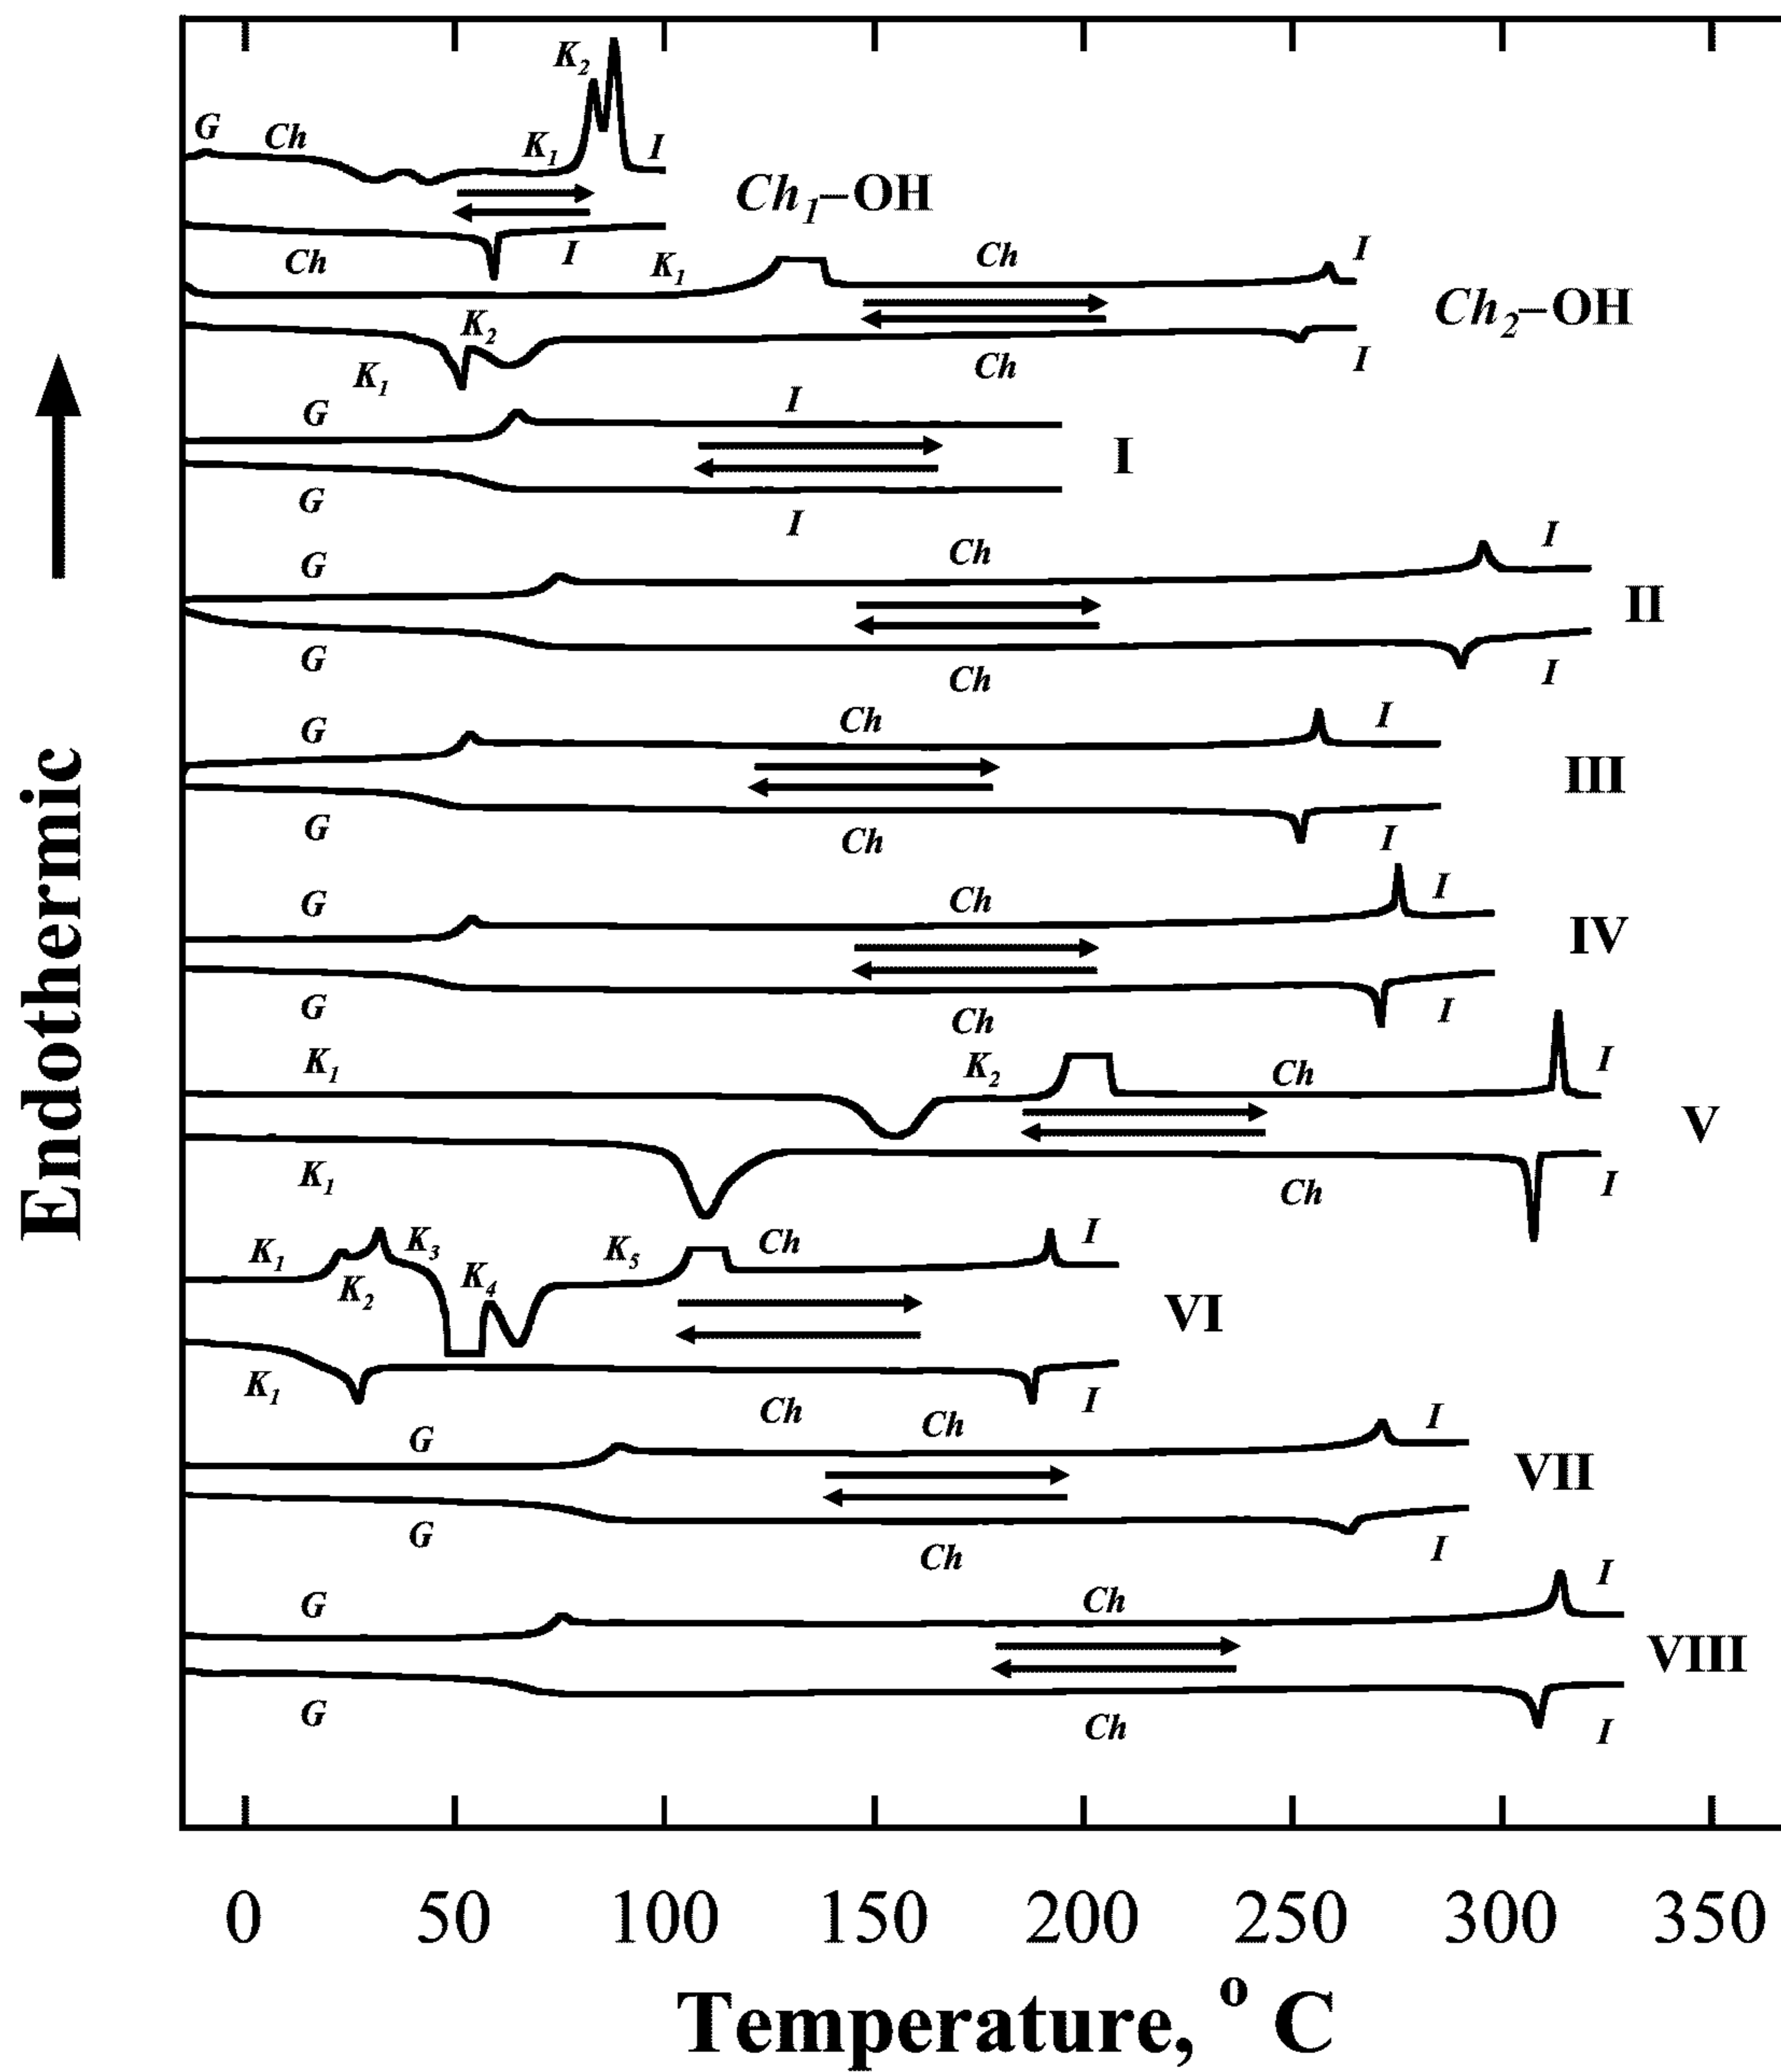 K₂
G Ch K₁ I
Ch₁–OH
Ch I
K₁ Ch I
Ch₂–OH
K₂
K₁ Ch I
G I
I
G I
G Ch I
II
G Ch I
G Ch I
III
G Ch I
G Ch I
IV
G Ch I
K₁ K₂ Ch I
V
K₁ Ch I
K₁ K₂ K₃ K₄ K₅ Ch I
VI
K₁ Ch I
G Ch I
VII
G Ch I
G Ch I
VIII
G Ch I
Endothermic
0 50 100 150 200 250 300 350
Temperature, ° C